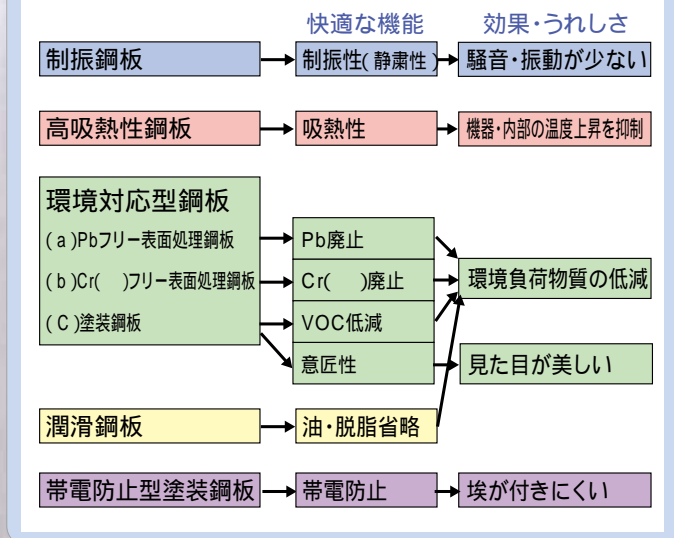 快適な機能 効果・うれしさ
制振鋼板 制振性(静粛性) 騒音・振動が少ない
高吸熱性鋼板 吸熱性 機器・内部の温度上昇を抑制
環境対応型鋼板
(a)Pbフリー表面処理鋼板 Pb廃止
(b)Cr( )フリー表面処理鋼板 Cr( )廃止 環境負荷物質の低減
(C)塗装鋼板 VOC低減
意匠性 見た目が美しい
潤滑鋼板 油・脱脂省略
帯電防止型塗装鋼板 帯電防止 埃が付きにくい